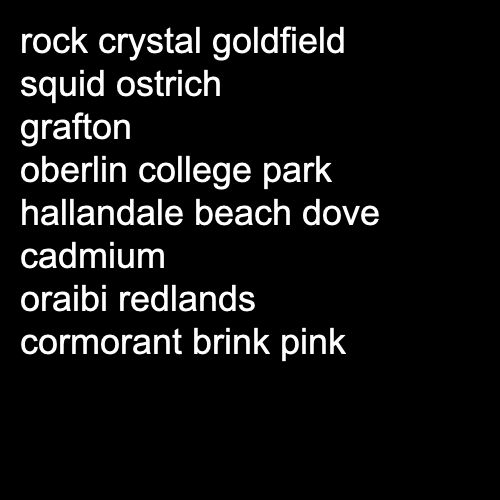 rock crystal goldfield
squid ostrich
grafton
oberlin college park
hallandale beach dove
cadmium
oraibi redlands
cormorant brink pink